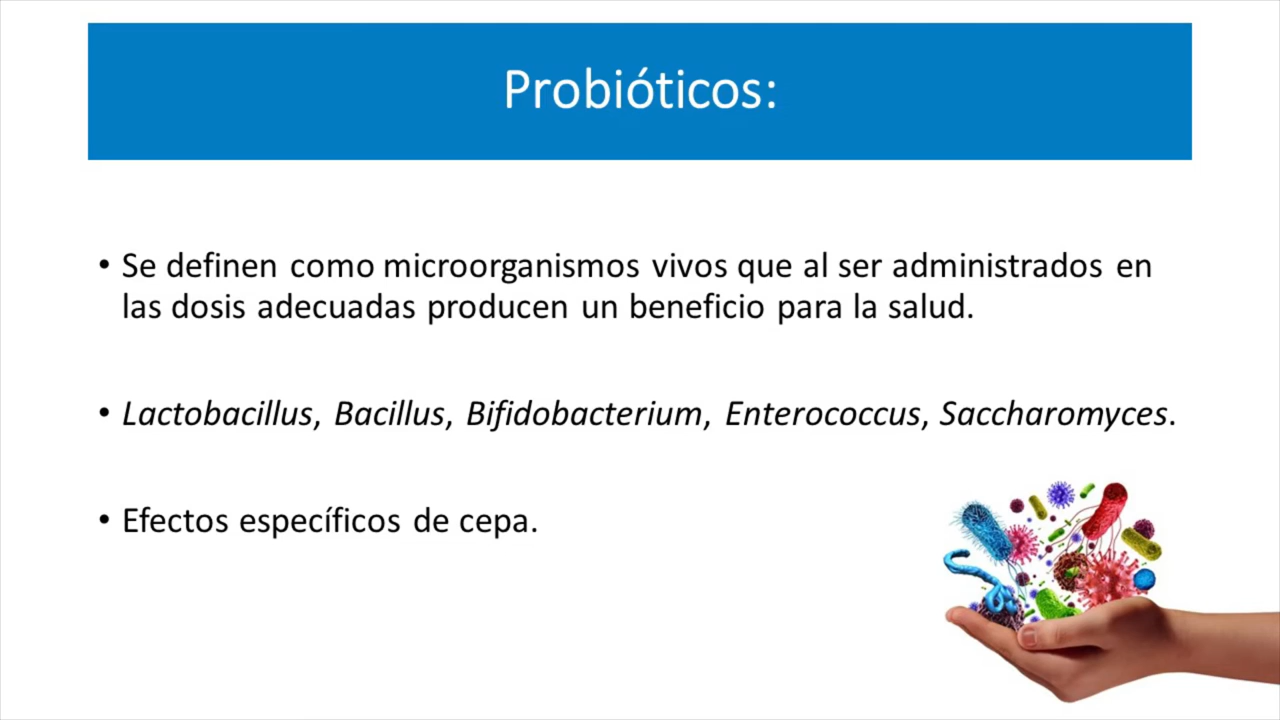 Probióticos:
• Se definen como microorganismos vivos que al ser administrados en
las dosis adecuadas producen un beneficio para la salud.
• Lactobacillus, Bacillus, Bifidobacterium, Enterococcus, Saccharomyces.
• Efectos específicos de cepa.